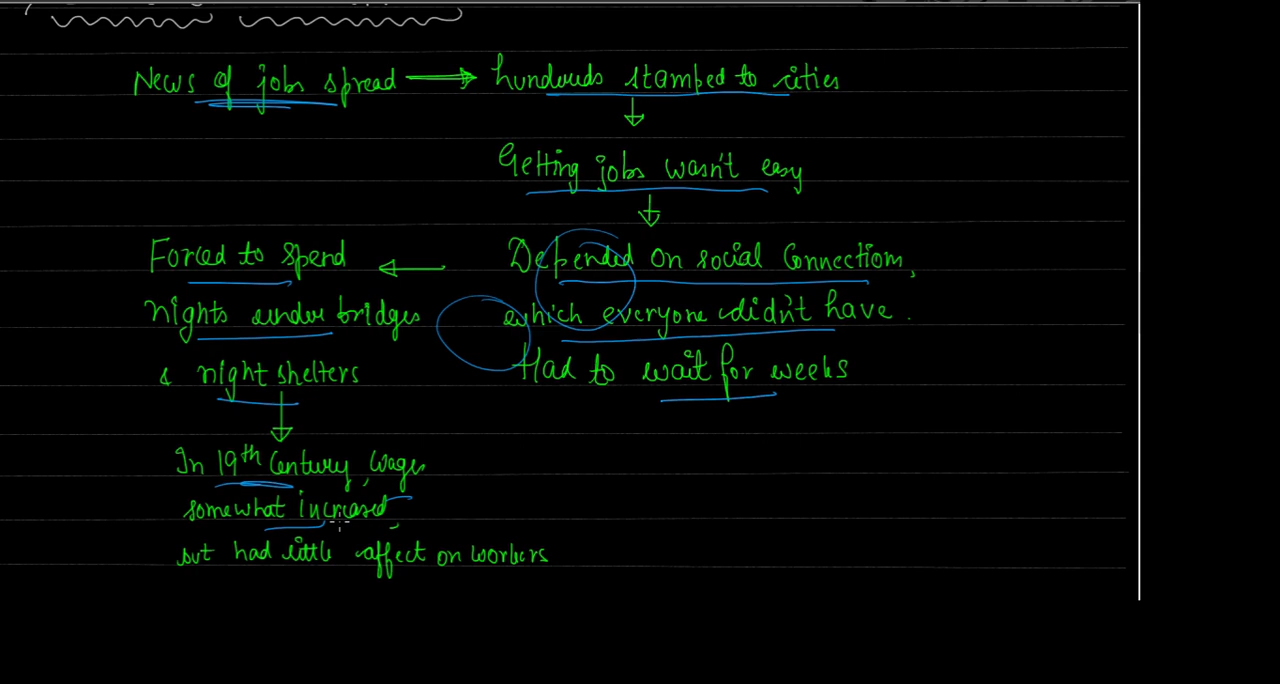 News of jobs spread ⟹ hundreds stamped to cities
↓
Getting jobs wasn't easy
↓
Depended on social Connections,
which everyone didn't have.
Had to wait for weeks
←
Forced to spend
nights under bridges
& night shelters
↓
In 19th Century, Wages
somewhat increased,
but had little affect on workers